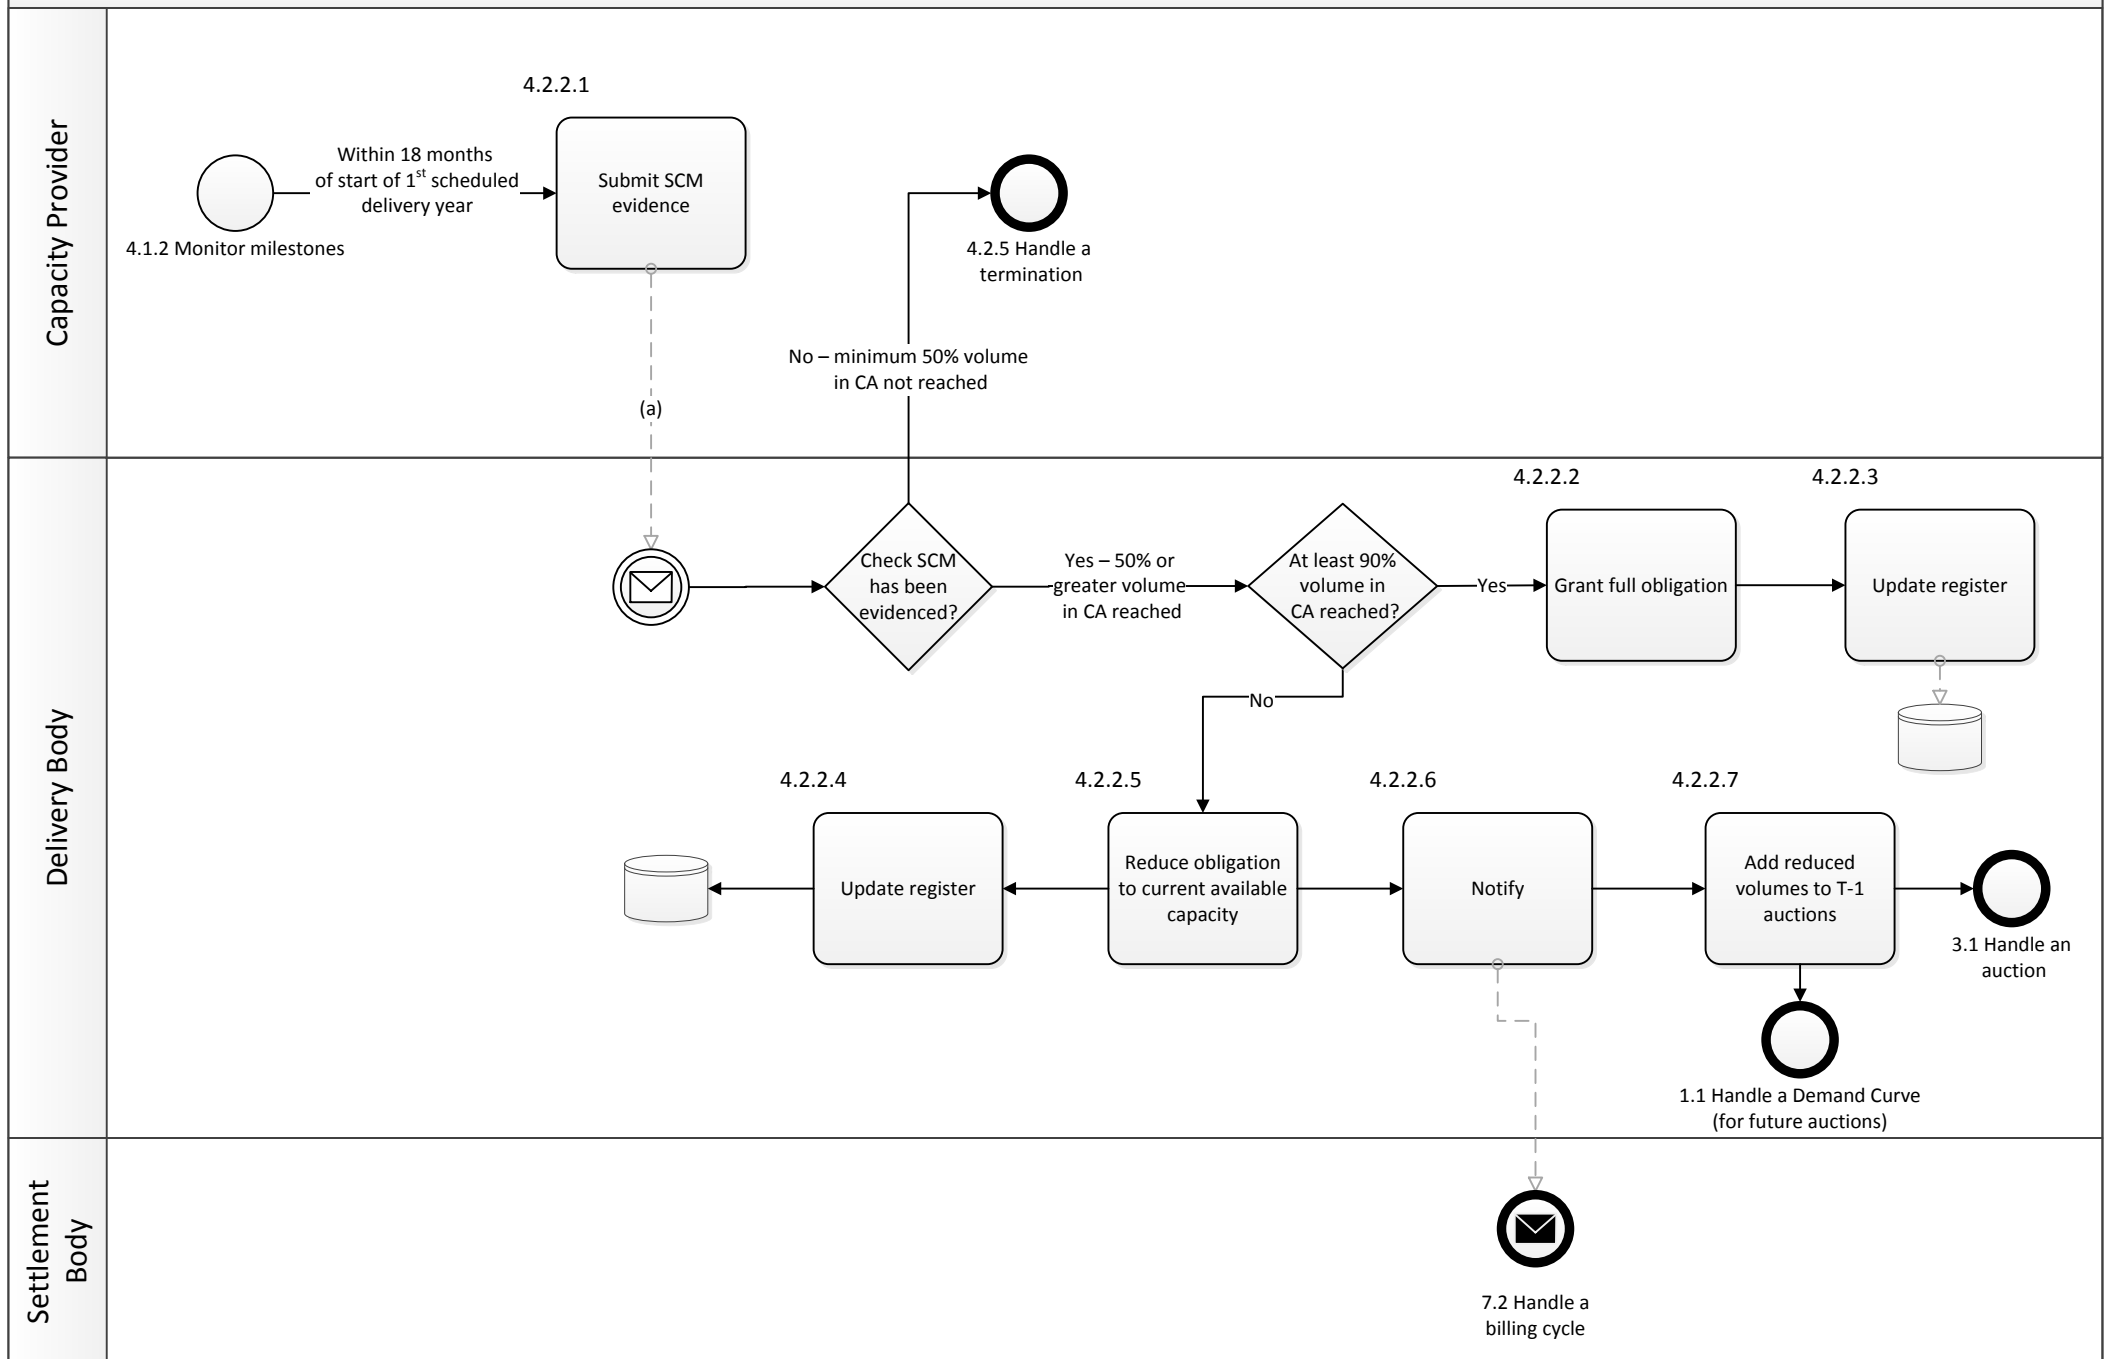 Capacity Provider
4.2.2.1
Within 18 months
of start of 1st scheduled
delivery year
Submit SCM
evidence
4.1.2 Monitor milestones
4.2.5 Handle a
termination
No – minimum 50% volume
in CA not reached
(a)
Delivery Body
4.2.2.2
4.2.2.3
Check SCM
has been
evidenced?
Yes – 50% or
greater volume
in CA reached
At least 90%
volume in
CA reached?
Yes
Grant full obligation
Update register
No
4.2.2.4
4.2.2.5
4.2.2.6
4.2.2.7
Update register
Reduce obligation
to current available
capacity
Notify
Add reduced
volumes to T-1
auctions
3.1 Handle an
auction
1.1 Handle a Demand Curve
(for future auctions)
Settlement
Body
7.2 Handle a
billing cycle